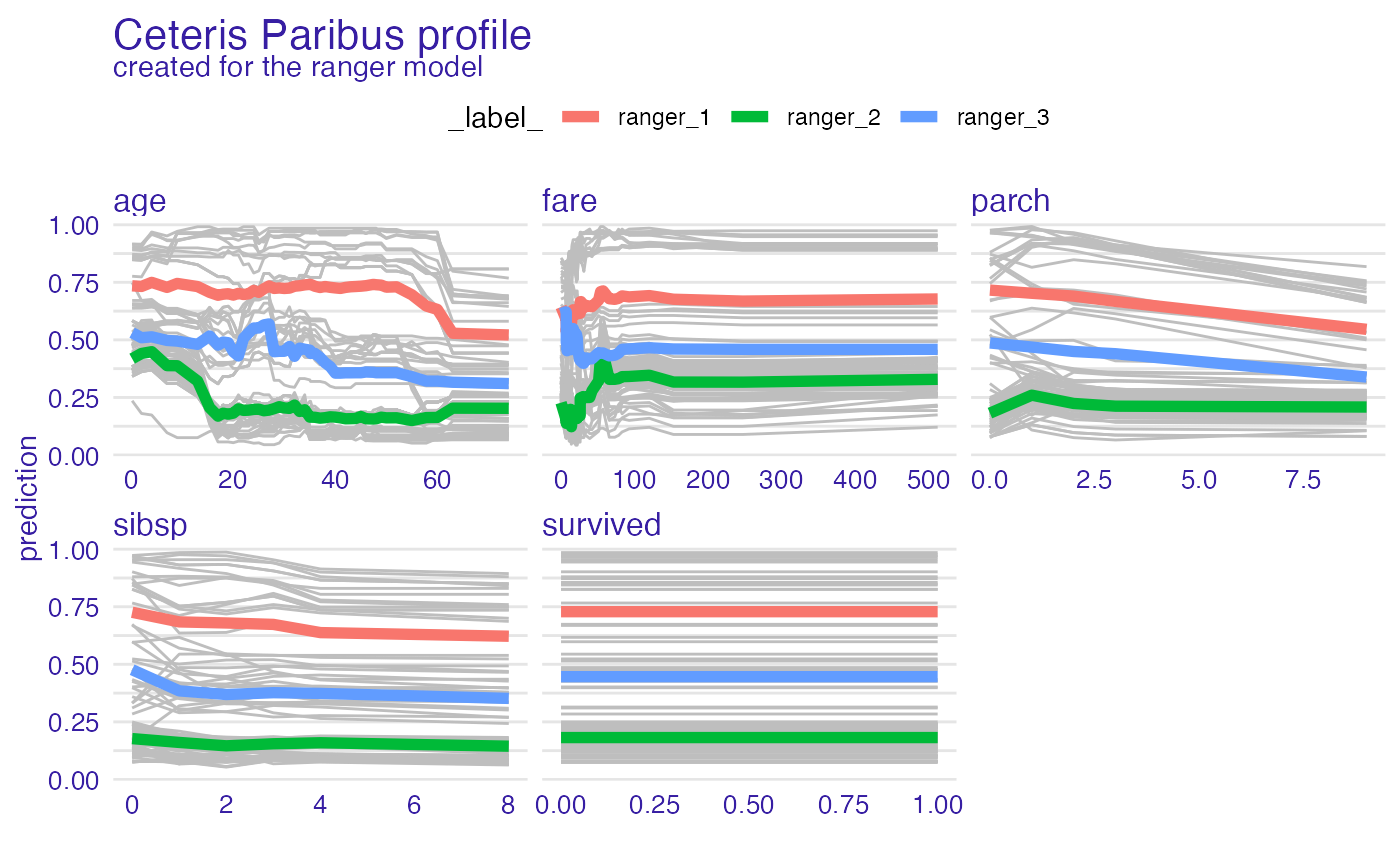 Ceteris Paribus profile
created for the ranger model
_label_ ranger_1 ranger_2 ranger_3
age fare parch
1.00
0.75
0.50
0.25
0.00
0 20 40 60 0 100 200 300 400 500 0.0 2.5 5.0 7.5
prediction
sibsp survived
1.00
0.75
0.50
0.25
0.00
0 2 4 6 8 0.00 0.25 0.50 0.75 1.00